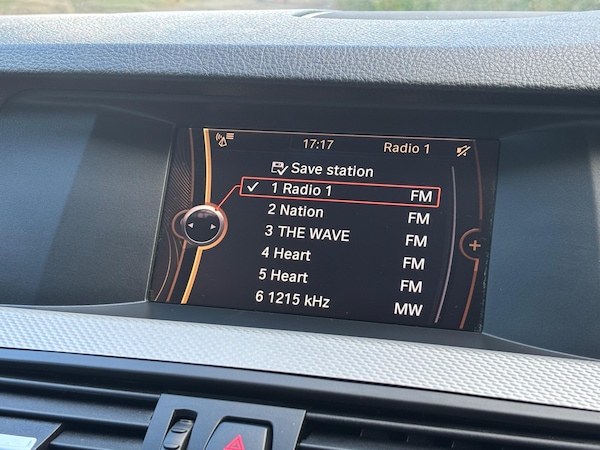 17:17 Radio 1
Save station
1 Radio 1 FM
2 Nation FM
3 THE WAVE FM
4 Heart FM
5 Heart FM
6 1215 kHz MW